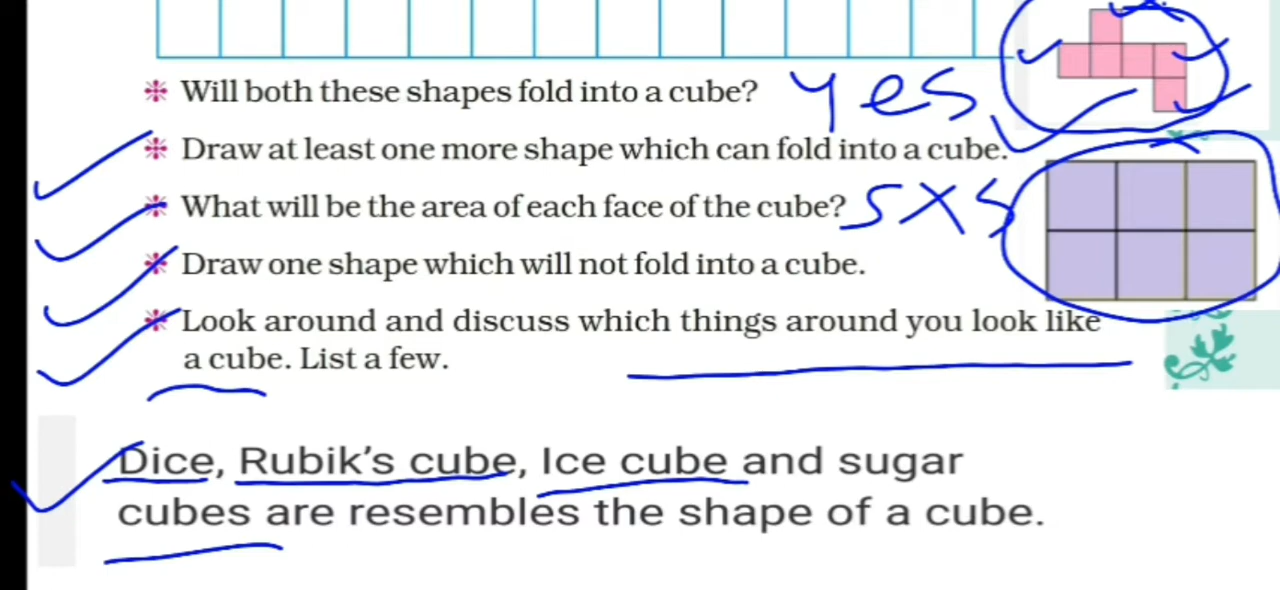 Will both these shapes fold into a cube? yes
Draw at least one more shape which can fold into a cube.
What will be the area of each face of the cube? 5X5
Draw one shape which will not fold into a cube.
Look around and discuss which things around you look like
a cube. List a few.
Dice, Rubik's cube, Ice cube and sugar
cubes are resembles the shape of a cube.